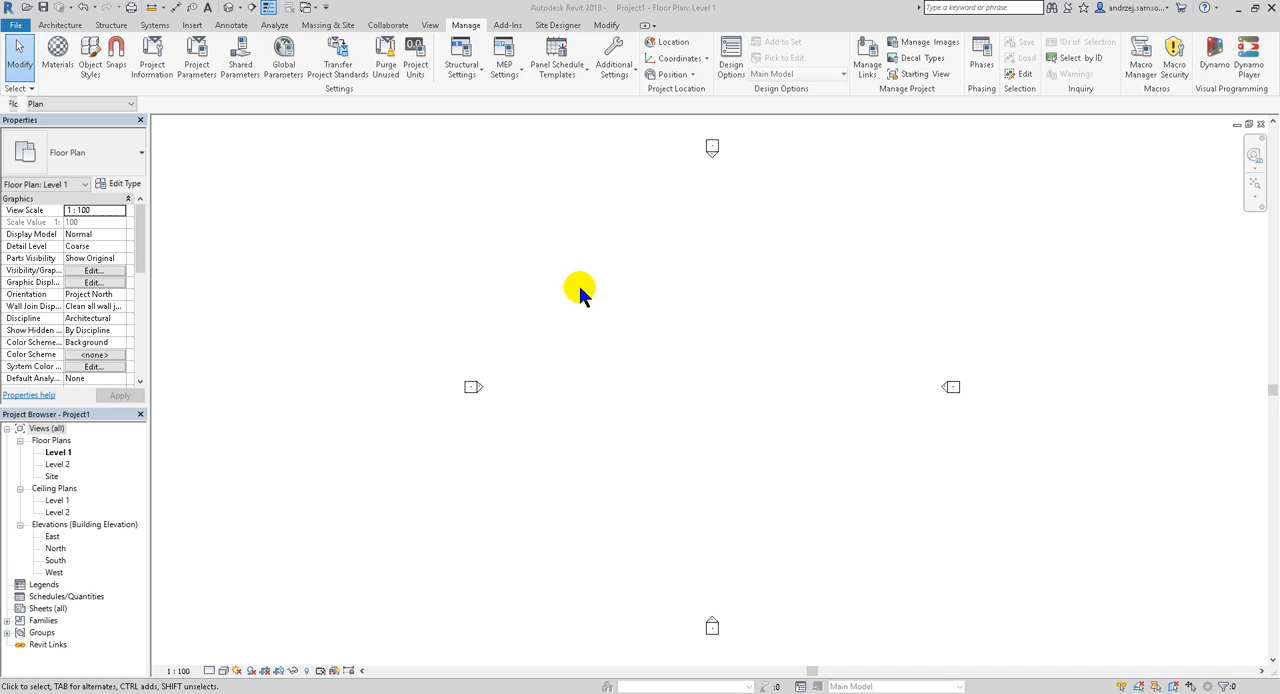 Autodesk Revit 2018 - Project1 - Floor Plan: Level 1
Type a keyword or phrase
andrzej.samso...
File Architecture Structure Systems Insert Annotate Analyze Massing & Site Collaborate View Manage Add-Ins Site Designer Modify
Modify
Materials
Object Styles
Snaps
Project Information
Project Parameters
Shared Parameters
Global Parameters
Transfer Project Standards
Purge Unused
Project Units
Structural Settings
MEP Settings
Panel Schedule Templates
Additional Settings
Location
Coordinates
Position
Design Options
Add to Set
Pick to Edit
Main Model
Manage Links
Manage Images
Decal Types
Starting View
Phases
Save
Load
Edit
IDs of Selection
Select by ID
Warnings
Macro Manager
Macro Security
Dynamo
Dynamo Player
Select
Settings
Project Location
Design Options
Manage Project
Phasing
Selection
Inquiry
Macros
Visual Programming
Plan
Properties
Floor Plan
Floor Plan: Level 1
Edit Type
Graphics
View Scale 1 : 100
Scale Value 1: 100
Display Model Normal
Detail Level Coarse
Parts Visibility Show Original
Visibility/Grap... Edit...
Graphic Displ... Edit...
Orientation Project North
Wall Join Disp... Clean all wall j...
Discipline Architectural
Show Hidden ... By Discipline
Color Scheme... Background
Color Scheme <none>
System Color ... Edit...
Default Analy... None
Properties help Apply
Project Browser - Project1
Views (all)
Floor Plans
Level 1
Level 2
Site
Ceiling Plans
Level 1
Level 2
Elevations (Building Elevation)
East
North
South
West
Legends
Schedules/Quantities
Sheets (all)
Families
Groups
Revit Links
1 : 100
Click to select, TAB for alternates, CTRL adds, SHIFT unselects.
:0
Main Model
:0